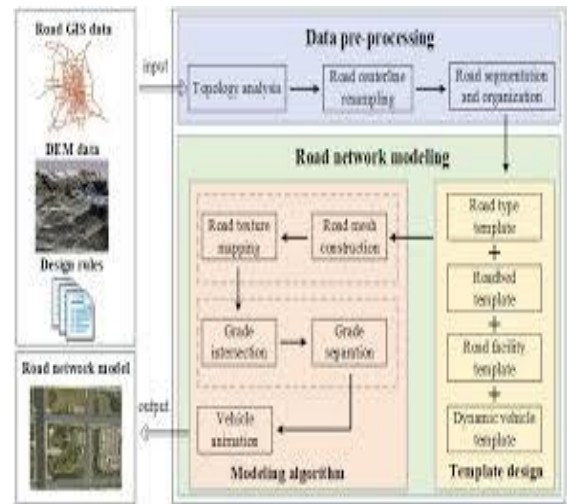 Road GIS data
DEM data
Design rules
input
Data pre-processing
Topology analysis
Road centerline
resampling
Road segmentation
and organization
Road network modeling
Road type
template
+
Roadbed
template
+
Road facility
template
+
Dynamic vehicle
template
Template design
Road mesh
construction
Road texture
mapping
Grade
intersection
Grade
separation
Vehicle
animation
Modeling algorithm
output
Road network model